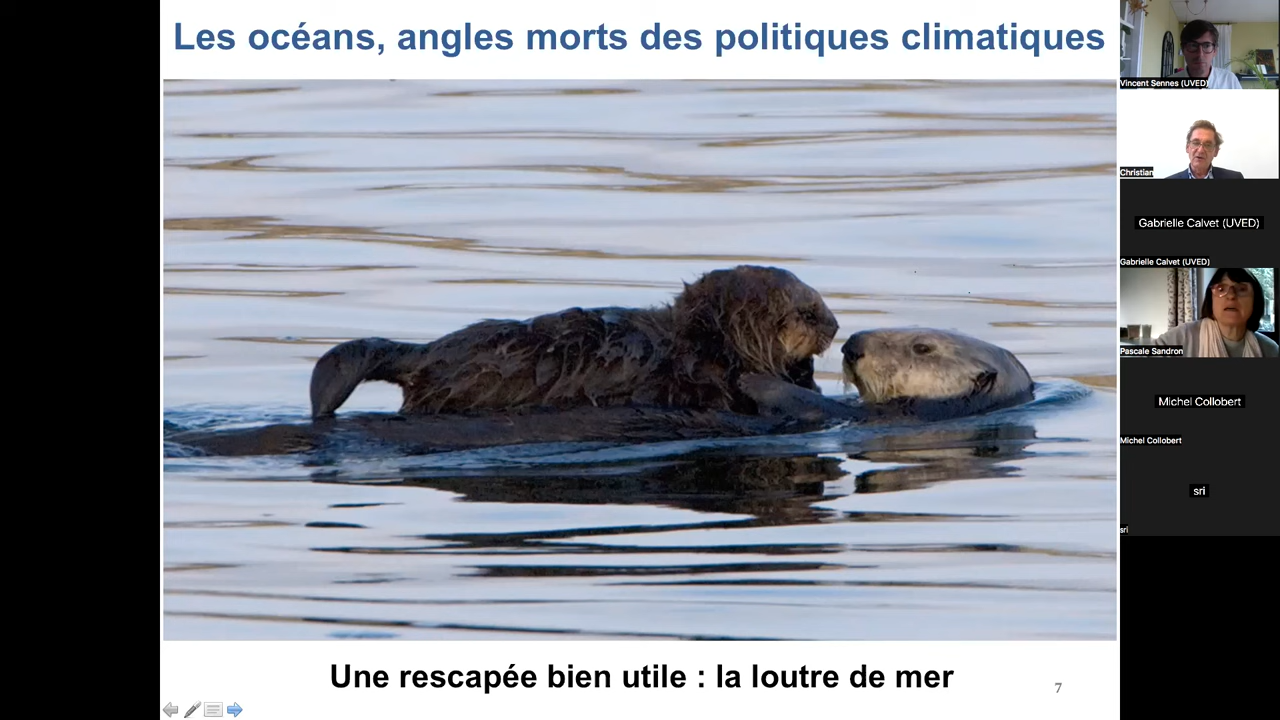 Les océans, angles morts des politiques climatiques
Une rescapée bien utile : la loutre de mer
7
Vincent Sennes (UVED)
Christian
Gabrielle Calvet (UVED)
Gabrielle Calvet (UVED)
Pascale Sandron
Michel Collobert
Michel Collobert
sri
sri